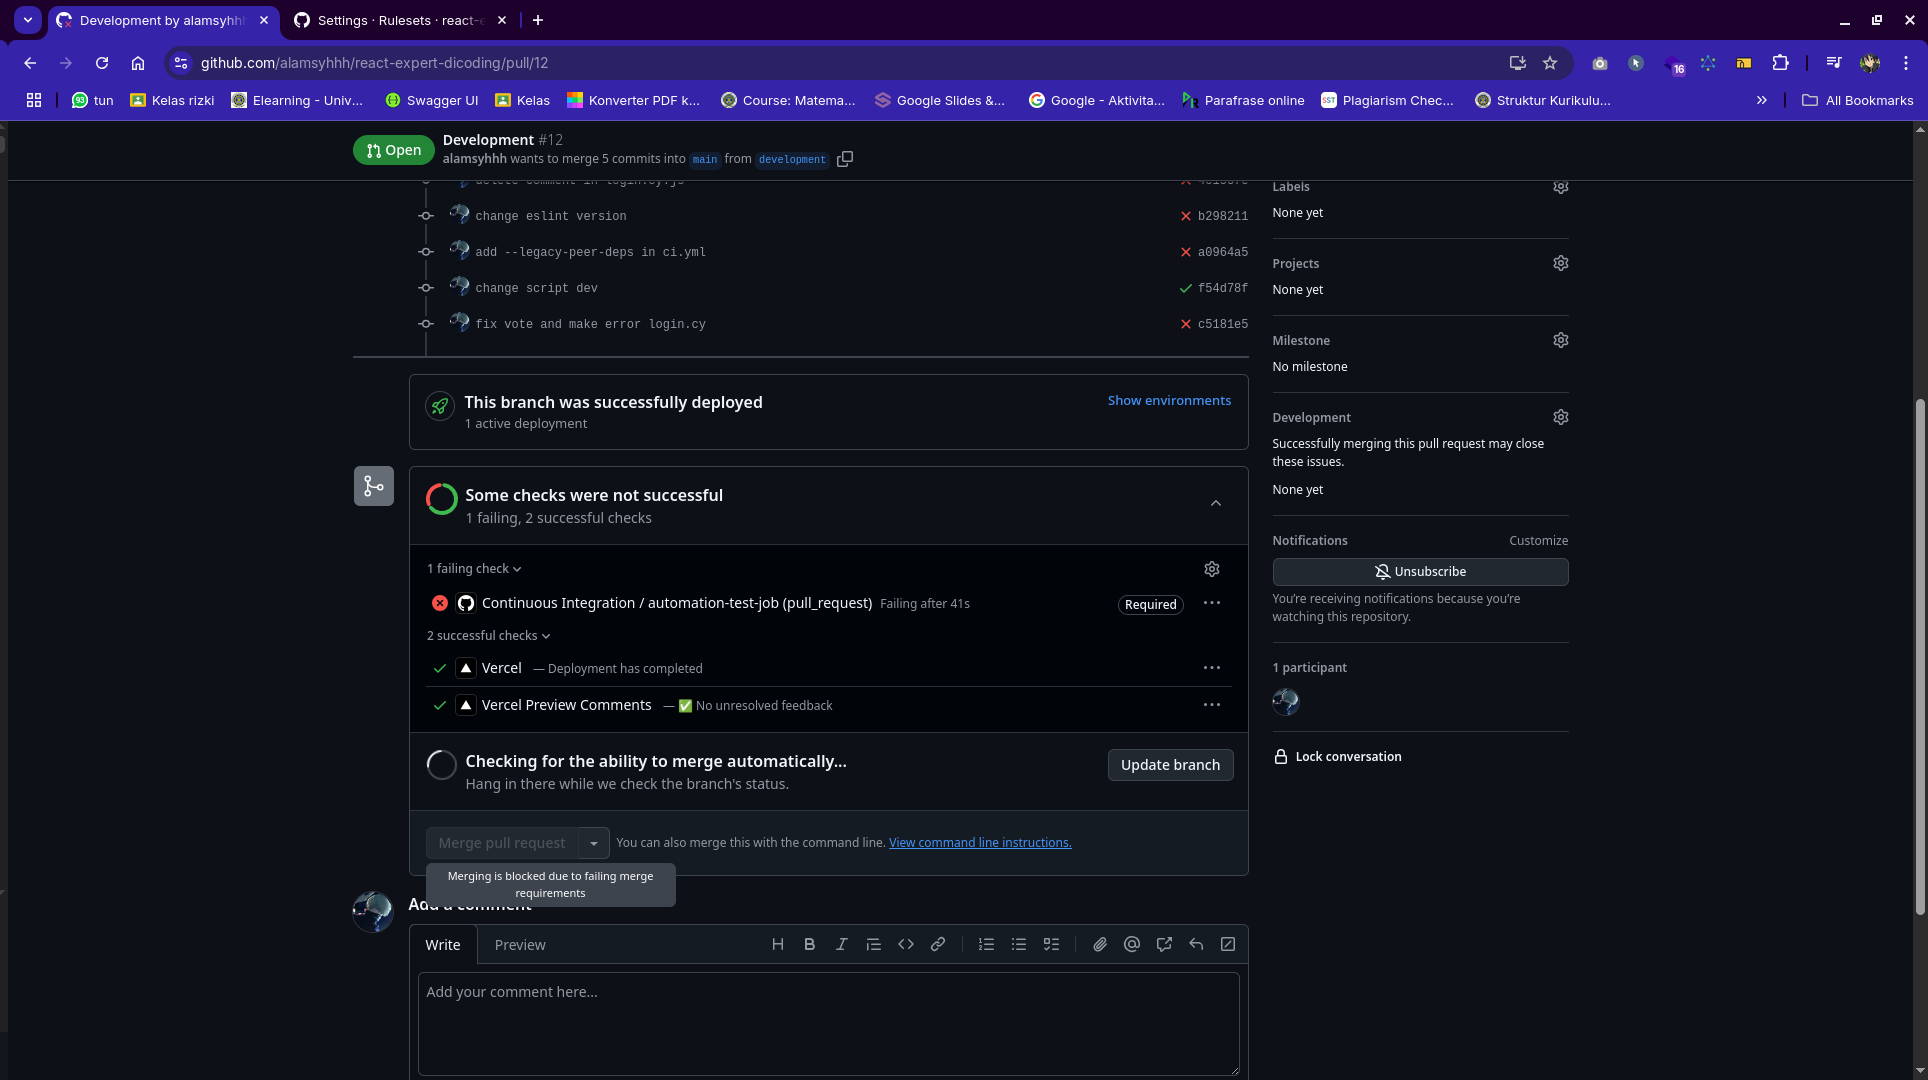 Development by alamsyhh
Settings · Rulesets · react-e
github.com/alamsyhhh/react-expert-dicoding/pull/12
16
93
tun
Kelas rizki
Elearning - Univ...
Swagger UI
Kelas
Konverter PDF k...
Course: Matema...
Google Slides &...
Google - Aktivita...
Parafrase online
SST
Plagiarism Chec...
Struktur Kurikulu...
All Bookmarks
Open
Development #12
alamsyhhh wants to merge 5 commits into main from development
delete comment in login.cy.js
change eslint version
b298211
add --legacy-peer-deps in ci.yml
a0964a5
change script dev
f54d78f
fix vote and make error login.cy
c5181e5
This branch was successfully deployed
1 active deployment
Show environments
Some checks were not successful
1 failing, 2 successful checks
1 failing check
Continuous Integration / automation-test-job (pull_request) Failing after 41s
Required
2 successful checks
Vercel — Deployment has completed
Vercel Preview Comments — ✅ No unresolved feedback
Checking for the ability to merge automatically...
Hang in there while we check the branch's status.
Update branch
Merge pull request
You can also merge this with the command line. View command line instructions.
Merging is blocked due to failing merge
requirements
Add a comment
Write
Preview
Add your comment here...
Labels
None yet
Projects
None yet
Milestone
No milestone
Development
Successfully merging this pull request may close
these issues.
None yet
Notifications
Customize
Unsubscribe
You're receiving notifications because you're
watching this repository.
1 participant
Lock conversation